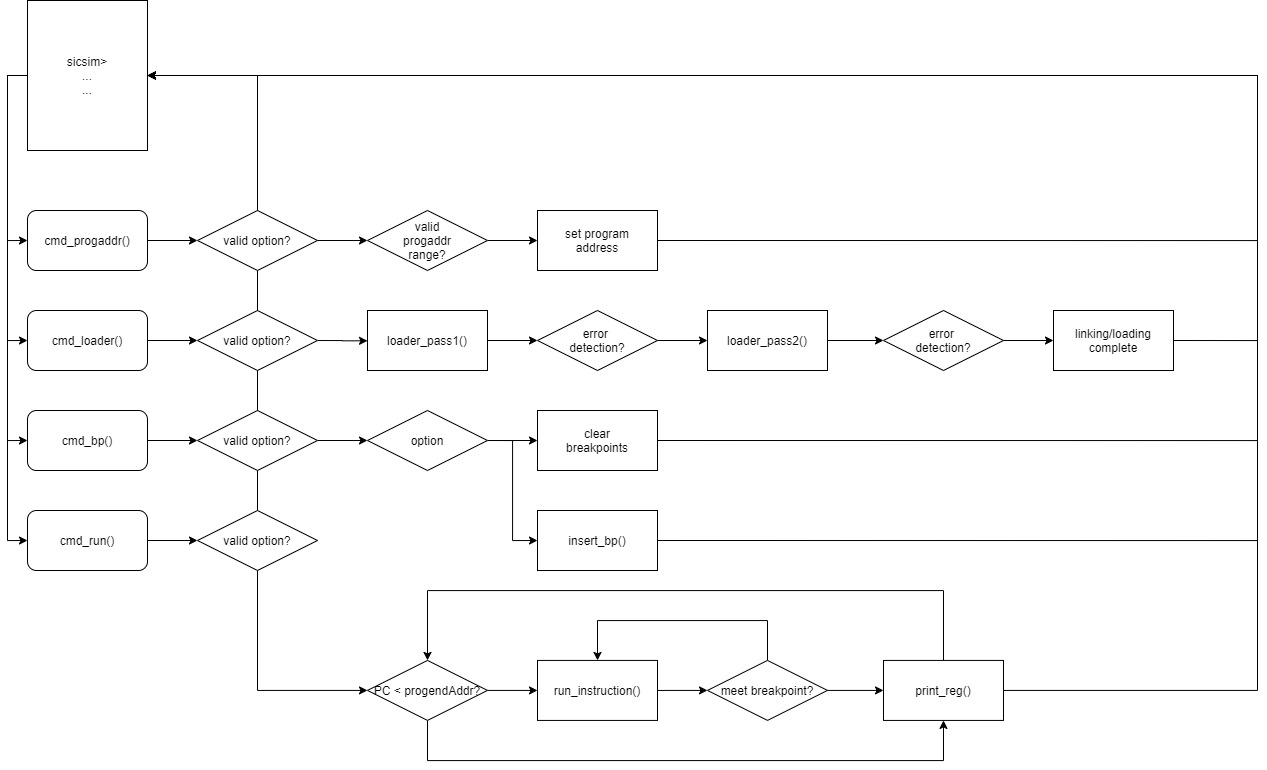 sicsim>
...
...
cmd_progaddr()
valid option?
valid
progaddr
range?
set program
address
cmd_loader()
valid option?
loader_pass1()
error
detection?
loader_pass2()
error
detection?
linking/loading
complete
cmd_bp()
valid option?
option
clear
breakpoints
cmd_run()
valid option?
insert_bp()
PC < progendAddr?
run_instruction()
meet breakpoint?
print_reg()